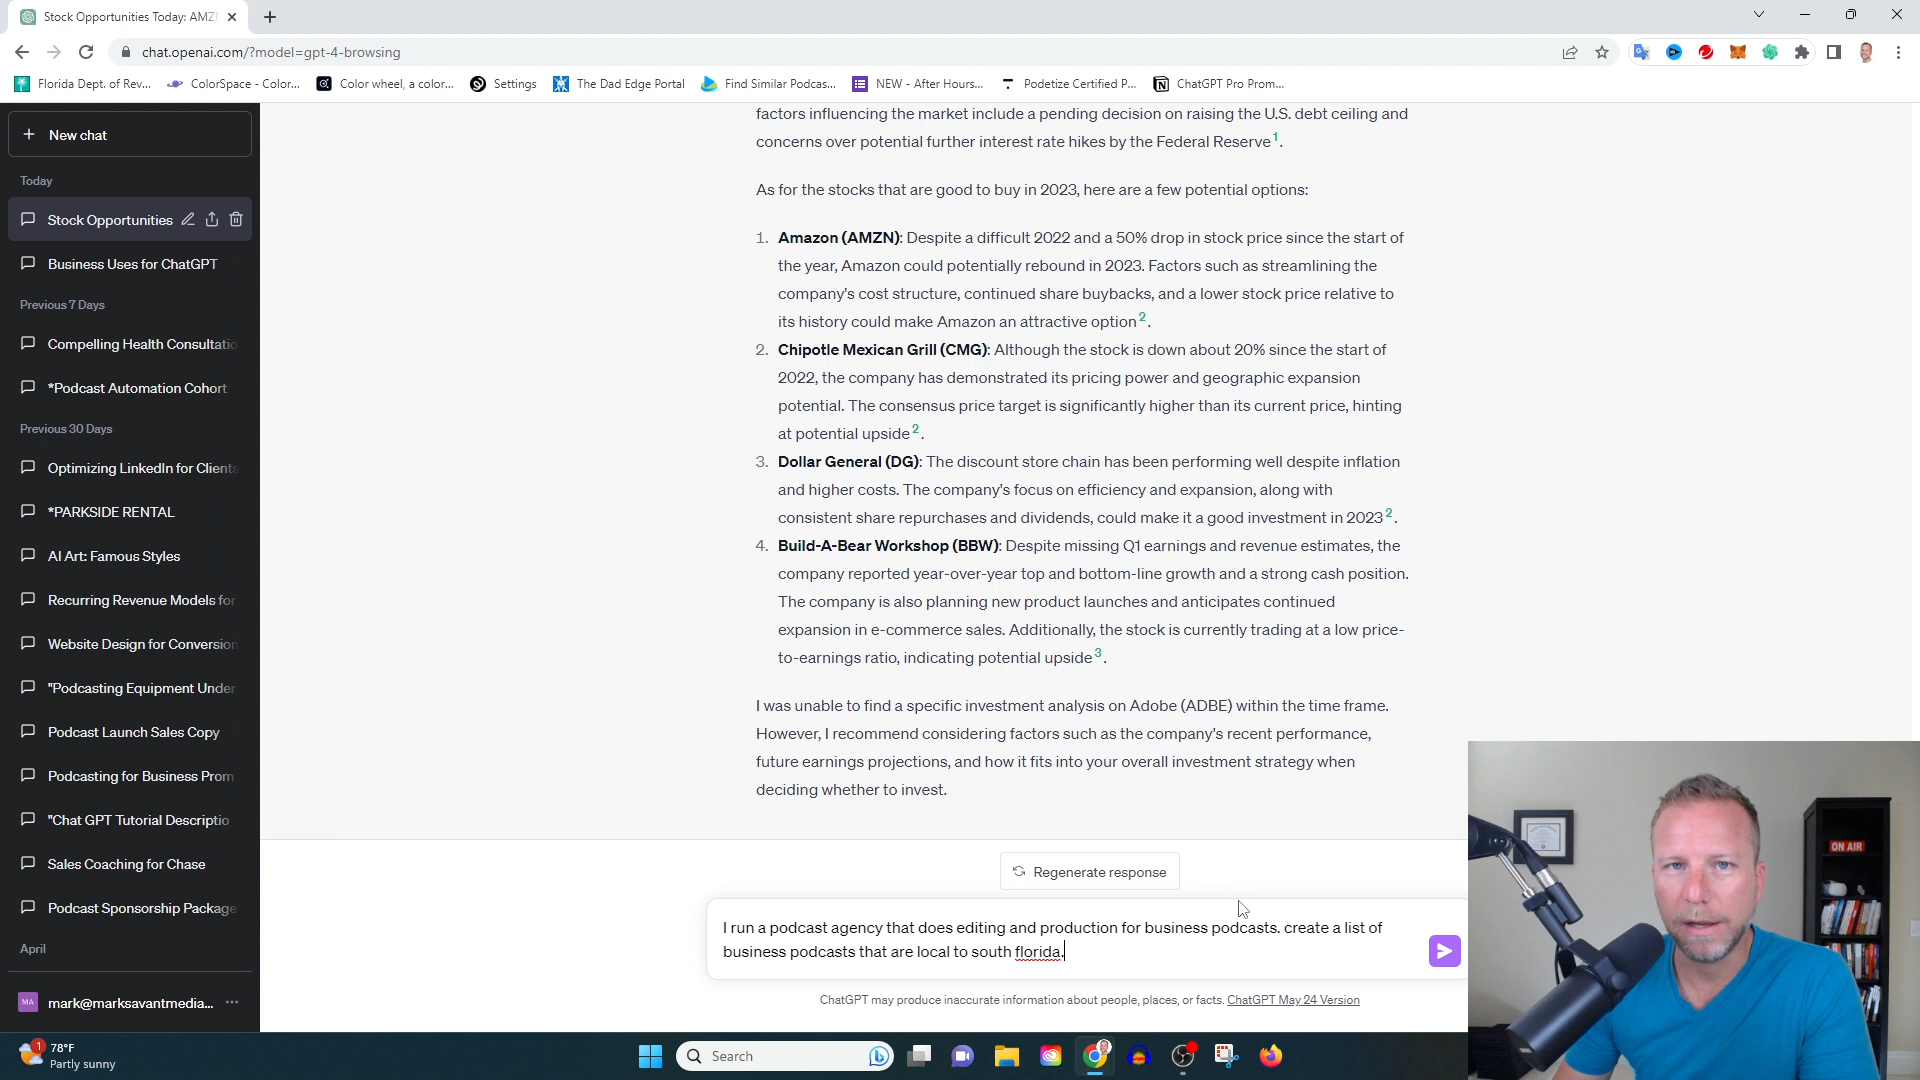 Stock Opportunities Today: AMZ
chat.openai.com/?model=gpt-4-browsing
Florida Dept. of Rev...
ColorSpace - Color...
Color wheel, a color...
Settings
The Dad Edge Portal
Find Similar Podcas...
NEW - After Hours...
Podetize Certified P...
ChatGPT Pro Prom...
New chat
Today
Stock Opportunities
Business Uses for ChatGPT
Previous 7 Days
Compelling Health Consultatio
*Podcast Automation Cohort
Previous 30 Days
Optimizing LinkedIn for Clients
*PARKSIDE RENTAL
AI Art: Famous Styles
Recurring Revenue Models for
Website Design for Conversion
"Podcasting Equipment Under
Podcast Launch Sales Copy
Podcasting for Business Prom
"Chat GPT Tutorial Descriptio
Sales Coaching for Chase
Podcast Sponsorship Package
April
MA
mark@marksavantmedia...
factors influencing the market include a pending decision on raising the U.S. debt ceiling and
concerns over potential further interest rate hikes by the Federal Reserve1.
As for the stocks that are good to buy in 2023, here are a few potential options:
1. Amazon (AMZN): Despite a difficult 2022 and a 50% drop in stock price since the start of
the year, Amazon could potentially rebound in 2023. Factors such as streamlining the
company's cost structure, continued share buybacks, and a lower stock price relative to
its history could make Amazon an attractive option2.
2. Chipotle Mexican Grill (CMG): Although the stock is down about 20% since the start of
2022, the company has demonstrated its pricing power and geographic expansion
potential. The consensus price target is significantly higher than its current price, hinting
at potential upside2.
3. Dollar General (DG): The discount store chain has been performing well despite inflation
and higher costs. The company's focus on efficiency and expansion, along with
consistent share repurchases and dividends, could make it a good investment in 20232.
4. Build-A-Bear Workshop (BBW): Despite missing Q1 earnings and revenue estimates, the
company reported year-over-year top and bottom-line growth and a strong cash position.
The company is also planning new product launches and anticipates continued
expansion in e-commerce sales. Additionally, the stock is currently trading at a low price-
to-earnings ratio, indicating potential upside3.
I was unable to find a specific investment analysis on Adobe (ADBE) within the time frame.
However, I recommend considering factors such as the company's recent performance,
future earnings projections, and how it fits into your overall investment strategy when
deciding whether to invest.
Regenerate response
I run a podcast agency that does editing and production for business podcasts. create a list of
business podcasts that are local to south florida.
ChatGPT may produce inaccurate information about people, places, or facts. ChatGPT May 24 Version
ON AIR
1
78°F
Partly sunny
Search